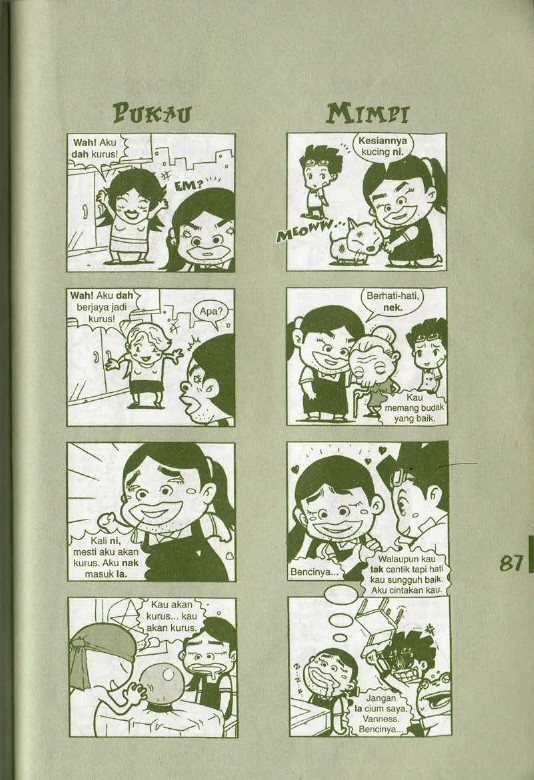 PUKAU
Wah! Aku
dah kurus!
EM?
Wah! Aku dah
berjaya jadi
kurus!
Apa?
Kali ni,
mesti aku akan
kurus. Aku nak
masuk la.
Kau akan
kurus... kau
akan kurus.
MIMPI
Kesiannya
kucing ni.
MEOWW...
Berhati-hati,
nek.
Kau
memang budak
yang baik.
Bencinya...
Walaupun kau
tak cantik tapi hati
kau sungguh baik.
Aku cintakan kau.
Jangan
la cium saya,
Vanness.
Bencinya...
87